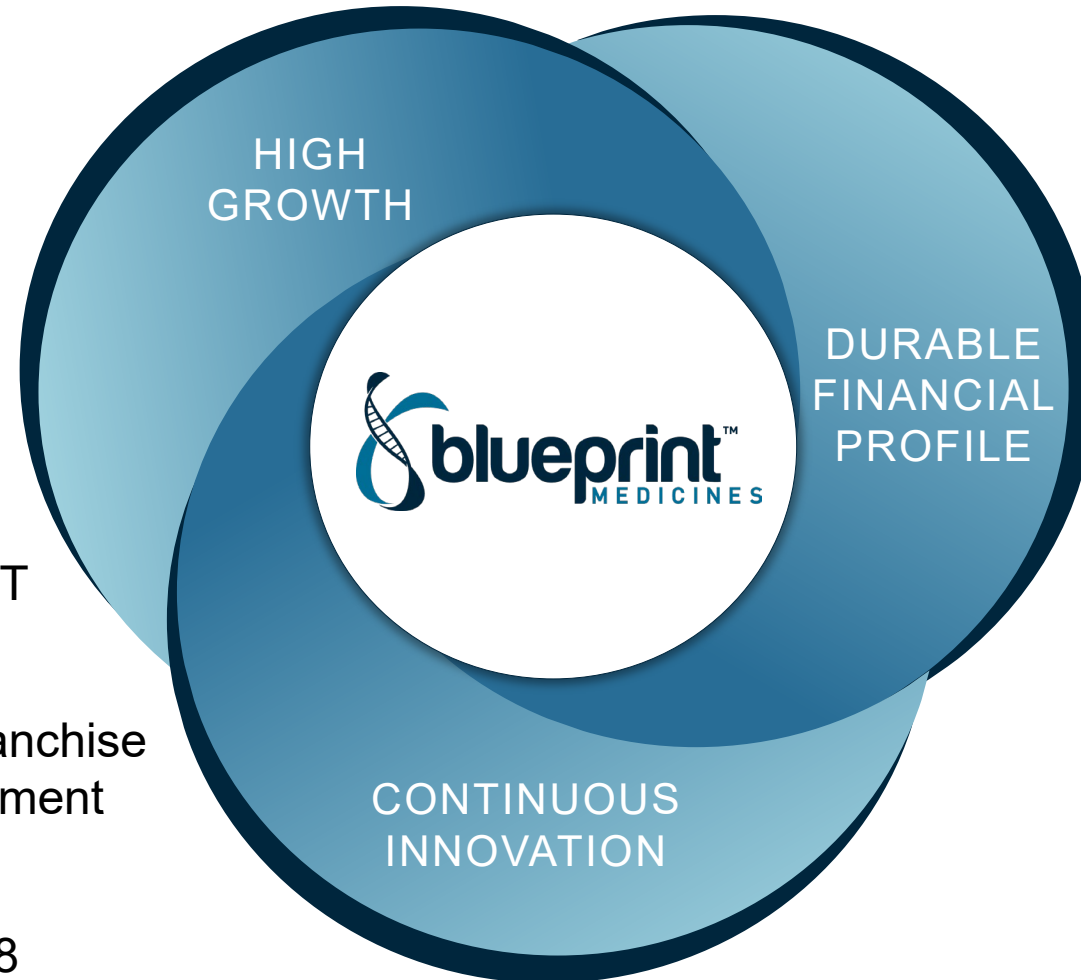 HIGH
GROWTH
DURABLE
FINANCIAL
PROFILE
blueprint™
MEDICINES
T
anchise
ment
CONTINUOUS
INNOVATION
8